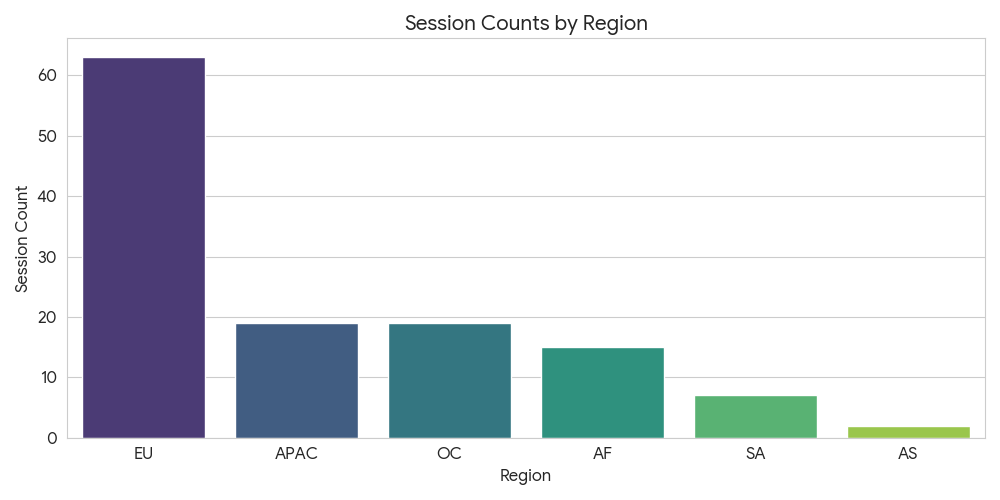 Session Counts by Region
Session Count
60
50
40
30
20
10
0
EU APAC OC AF SA AS
Region